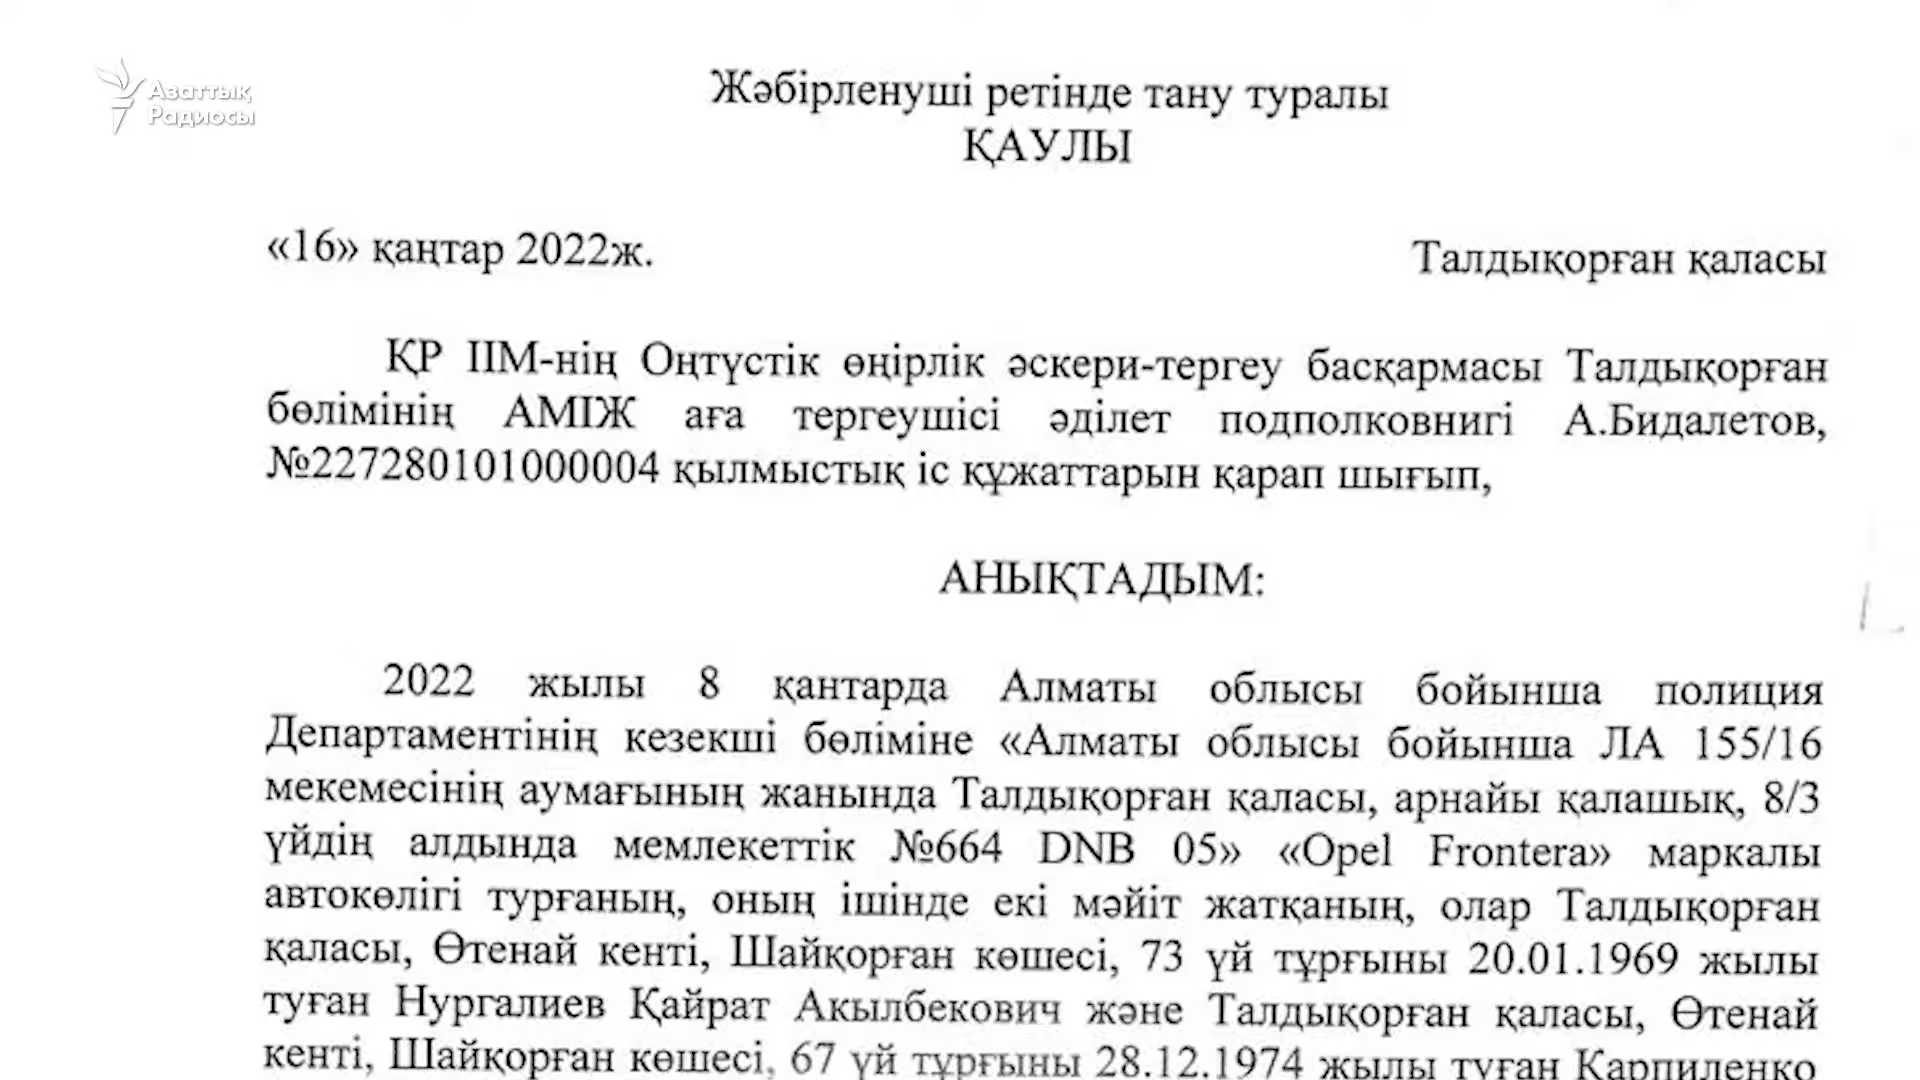 Азаттық
Радиосы
Жәбірленуші ретінде тану туралы
ҚАУЛЫ
«16» қаңтар 2022ж.
Талдықорған қаласы
ҚР ІІМ-нің Оңтүстік өңірлік әскери-тергеу басқармасы Талдықорған
бөлімінің АМІЖ аға тергеушісі әділет подполковнигі А.Бидалетов,
№227280101000004 қылмыстық іс құжаттарын қарап шығып,
АНЫҚТАДЫМ:
2022 жылы 8 қантарда Алматы облысы бойынша полиция
Департаментінің кезекші бөліміне «Алматы облысы бойынша ЛА 155/16
мекемесінің аумағының жанында Талдықорған қаласы, арнайы қалашық, 8/3
үйдің алдында мемлекеттік №664 DNB 05» «Opel Frontera» маркалы
автокөлігі турғаның, оның ішінде екі мәйіт жатқаның, олар Талдықорған
қаласы, Өтенай кенті, Шайқорған көшесі, 73 үй тұрғыны 20.01.1969 жылы
туған Нургалиев Қайрат Акылбекович және Талдықорған қаласы, Өтенай
кенті, Шайқорған көшесі, 67 үй тұрғыны 28.12.1974 жылы туған Карпиленко